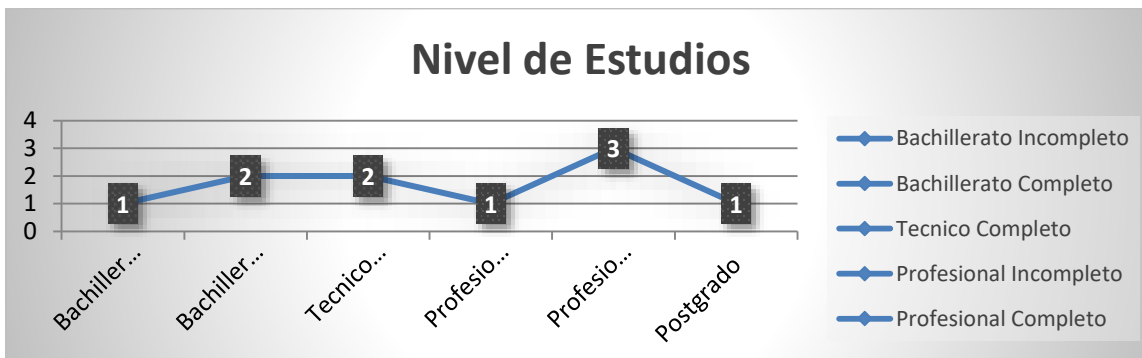 Nivel de Estudios
4
3
2
1
0
1
2
2
1
3
1
Bachiller...
Bachiller...
Tecnico...
Profesio...
Profesio...
Postgrado
Bachillerato Incompleto
Bachillerato Completo
Tecnico Completo
Profesional Incompleto
Profesional Completo